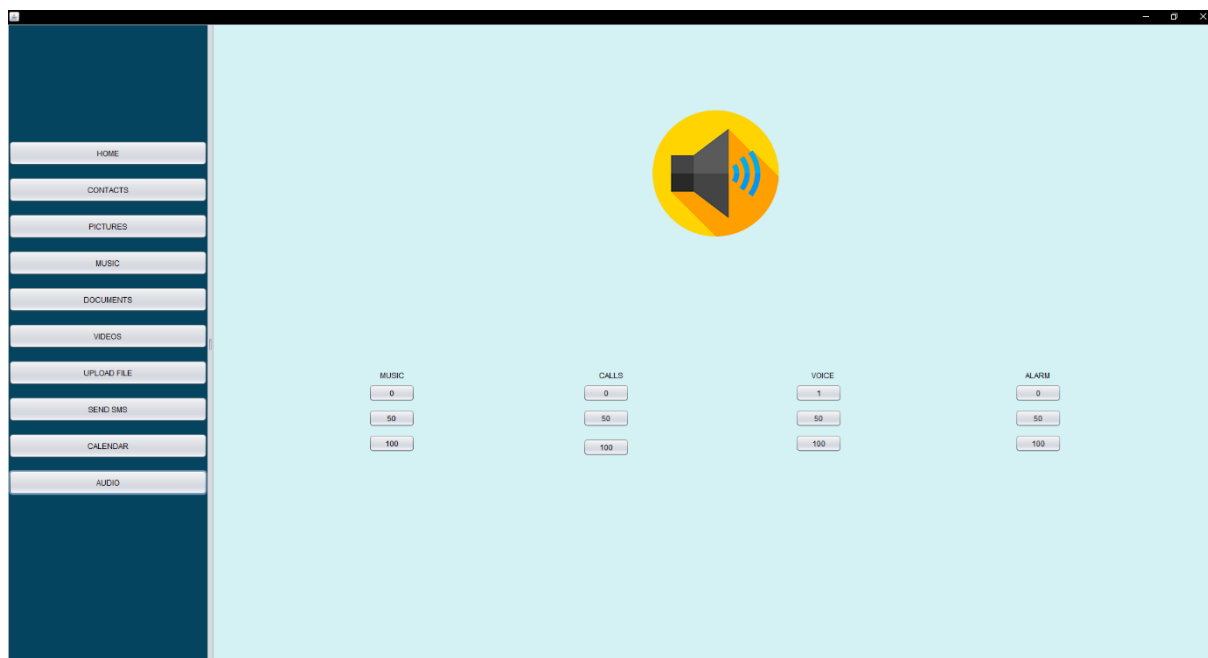 HOME
CONTACTS
PICTURES
MUSIC
DOCUMENTS
VIDEOS
UPLOAD FILE
SEND SMS
CALENDAR
AUDIO
MUSIC CALLS VOICE ALARM
0 0 1 0
50 50 50 50
100 100 100 100